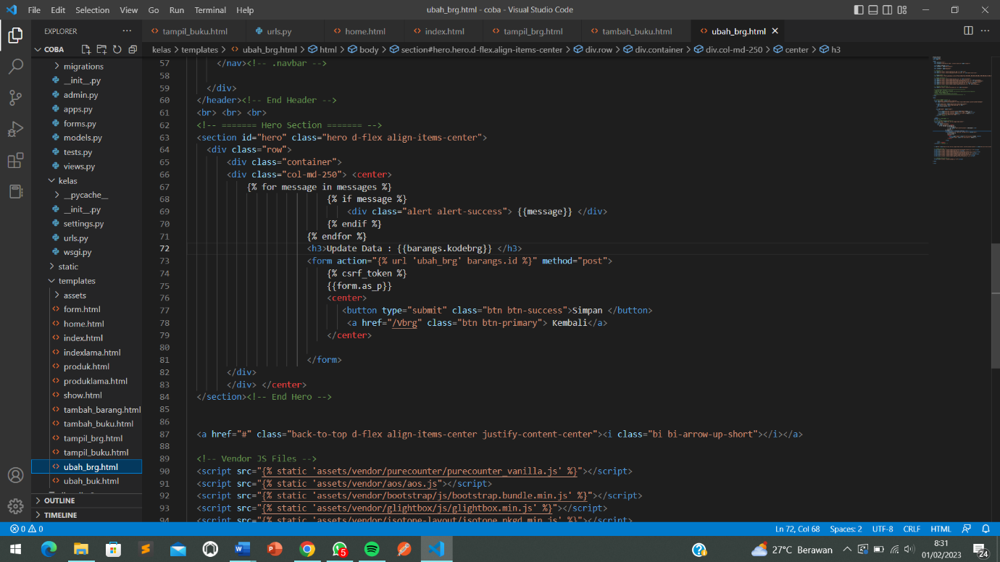 File Edit Selection View Go Run Terminal Help
ubah_brg.html - coba - Visual Studio Code
EXPLORER ···
tampil_buku.html urls.py home.html index.html tampil_brg.html tambah_buku.html ubah_brg.html
COBA
kelas > templates > ubah_brg.html > html > body > section#hero.hero.d-flex.align-items-center > div.row > div.container > div.col-md-250 > center > h3
migrations
__init__.py
admin.py
apps.py
forms.py
models.py
tests.py
views.py
kelas
__pycache__
__init__.py
settings.py
urls.py
wsgi.py
static
templates
assets
form.html
home.html
index.html
indexlama.html
produk.html
produklama.html
show.html
tambah_barang.html
tambah_buku.html
tampil_brg.html
tampil_buku.html
ubah_brg.html
ubah_buk.html
OUTLINE
TIMELINE
57 </nav><!-- .navbar -->
58
59 </div>
60 </header><!-- End Header -->
61 <br> <br> <br>
62 <!-- ======= Hero Section ======= -->
63 <section id="hero" class="hero d-flex align-items-center">
64 <div class="row">
65 <div class="container">
66 <div class="col-md-250"> <center>
67 {% for message in messages %}
68 {% if message %}
69 <div class="alert alert-success"> {{message}} </div>
70 {% endif %}
71 {% endfor %}
72 <h3>Update Data : {{barangs.kodebrg}} </h3>
73 <form action="{% url 'ubah_brg' barangs.id %}" method="post">
74 {% csrf_token %}
75 {{form.as_p}}
76 <center>
77 <button type="submit" class="btn btn-success">Simpan </button>
78 <a href="/Vbrg" class="btn btn-primary"> Kembali</a>
79 </center>
80
81 </form>
82 </div>
83 </div> </center>
84 </section><!-- End Hero -->
85
86
87 <a href="#" class="back-to-top d-flex align-items-center justify-content-center"><i class="bi bi-arrow-up-short"></i></a>
88
89 <!-- Vendor JS Files -->
90 <script src="{% static 'assets/vendor/purecounter/purecounter_vanilla.js' %}"></script>
91 <script src="{% static 'assets/vendor/aos/aos.js"></script>
92 <script src="{% static 'assets/vendor/bootstrap/js/bootstrap.bundle.min.js' %}"></script>
93 <script src="{% static 'assets/vendor/glightbox/js/glightbox.min.js' %}"></script>
94 <script src="{% static 'assets/vendor/isotope-layout/isotope.pkgd.min.js' %}"></script>
0 0
Ln 72, Col 68 Spaces: 2 UTF-8 CRLF HTML
5
27°C Berawan
8:31
01/02/2023
24